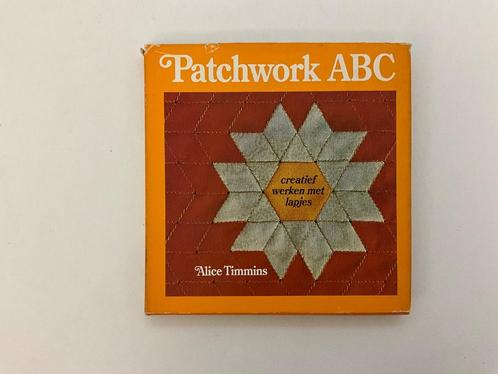 Patchwork ABC
creatief
werken met
lapjes
Alice Timmins